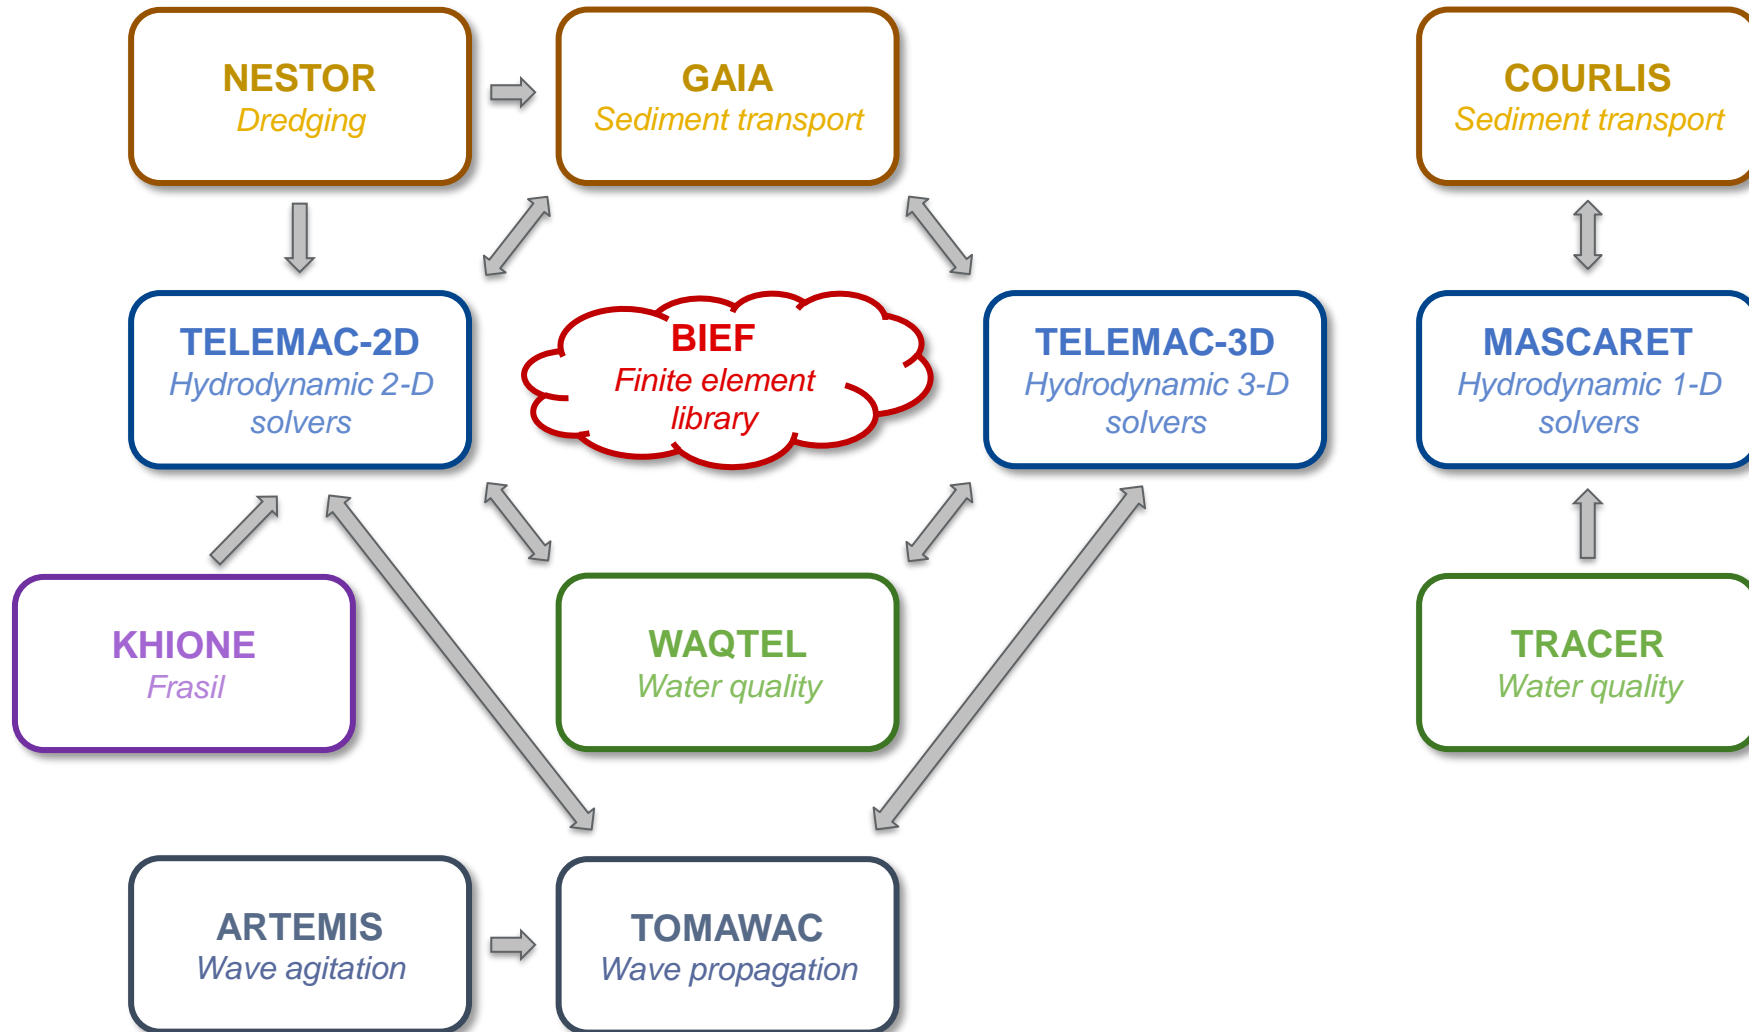 NESTOR
Dredging
GAIA
Sediment transport
COURLIS
Sediment transport
TELEMAC-2D
Hydrodynamic 2-D
solvers
BIEF
Finite element
library
TELEMAC-3D
Hydrodynamic 3-D
solvers
MASCARET
Hydrodynamic 1-D
solvers
KHIONE
Frasil
WAQTEL
Water quality
TRACER
Water quality
ARTEMIS
Wave agitation
TOMAWAC
Wave propagation